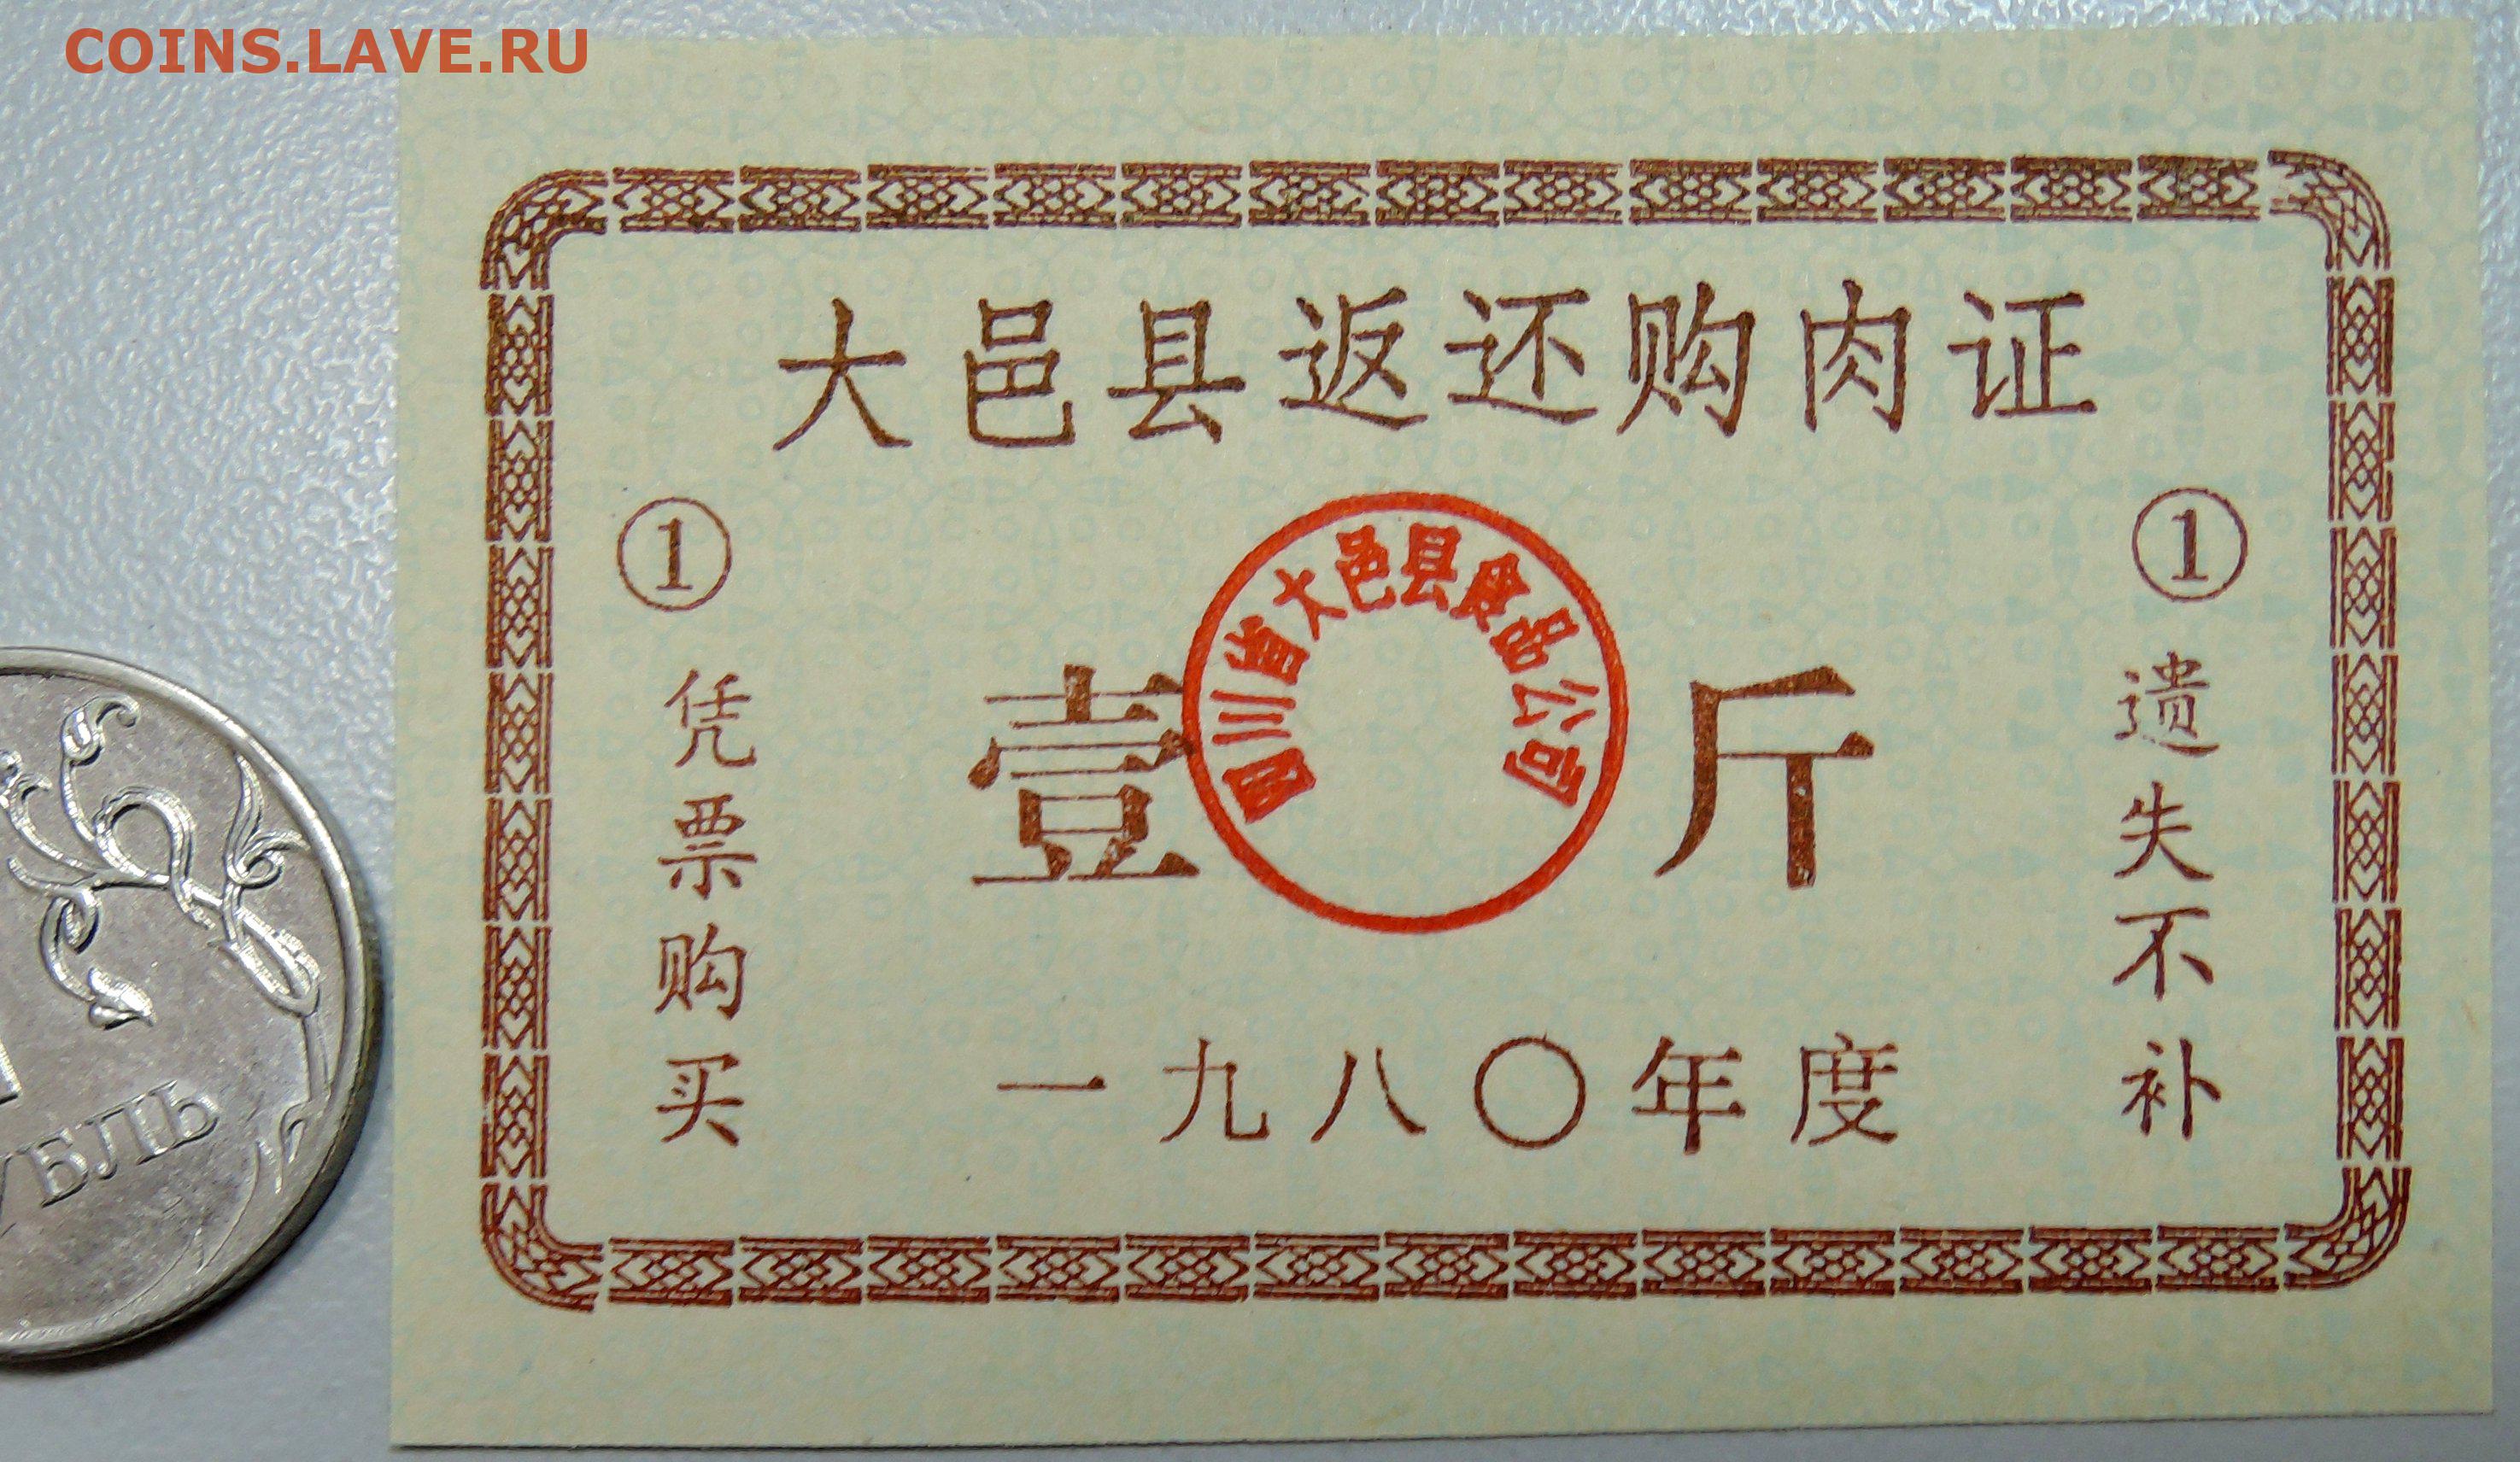 COINS.LAVE.RU
大邑县返还购肉证
①
①
凭票购买
壹
斤
四川省大邑县食品公司
遗失不补
一九八〇年度
УБЛЬ